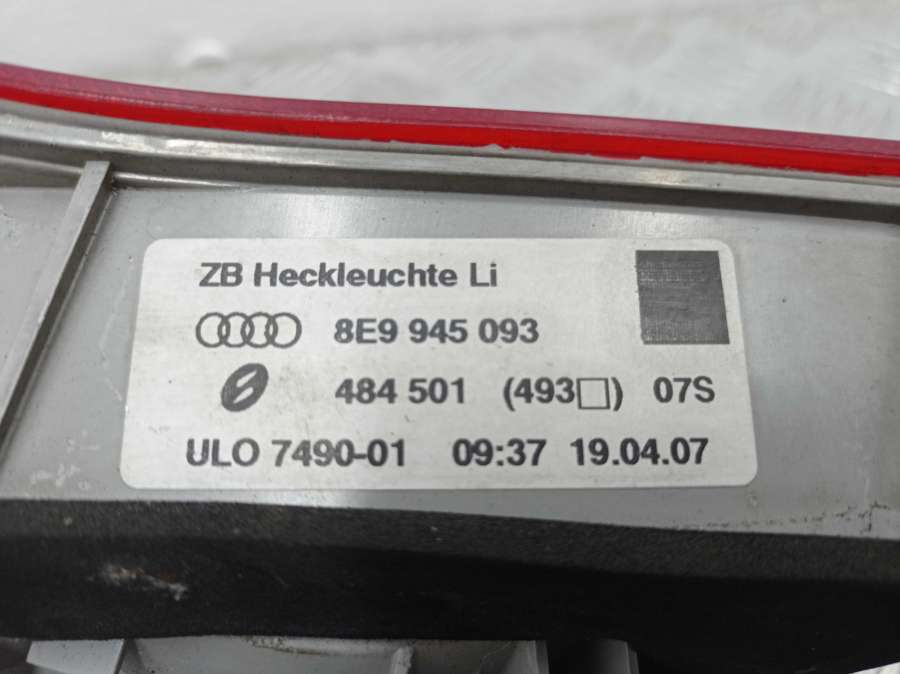 ZB Heckleuchte Li
8E9 945 093
484 501 (493□) 07S
ULO 7490-01 09:37 19.04.07